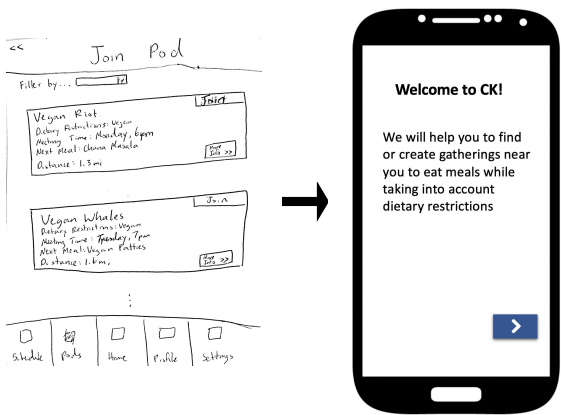 <<
Join Pod
Filter by...
Join
Vegan Riot
Dietary Restrictions: Vegan
Meeting Time: Monday, 6pm
Next Meal: Chana Masala
Distance: 1.3 mi
More Info >>
Join
Vegan Whales
Dietary Restrictions: Vegan
Meeting Time: Tuesday, 7pm
Next Meal: Vegan Patties
Distance: 1.6 mi
More Info >>
Schedule Pods Home Profile Settings
Welcome to CK!
We will help you to find
or create gatherings near
you to eat meals while
taking into account
dietary restrictions